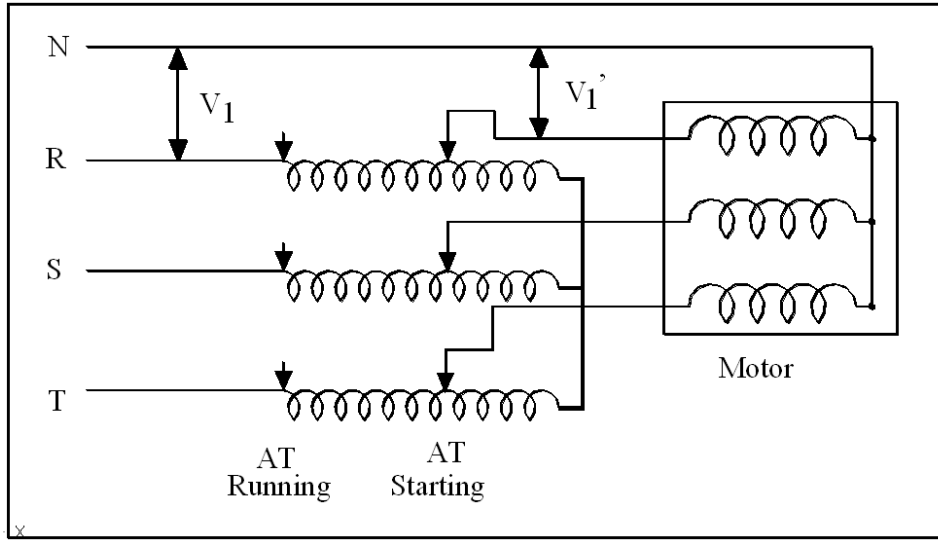 N
V1
V1’
R
S
T
Motor
AT
Running
AT
Starting
X